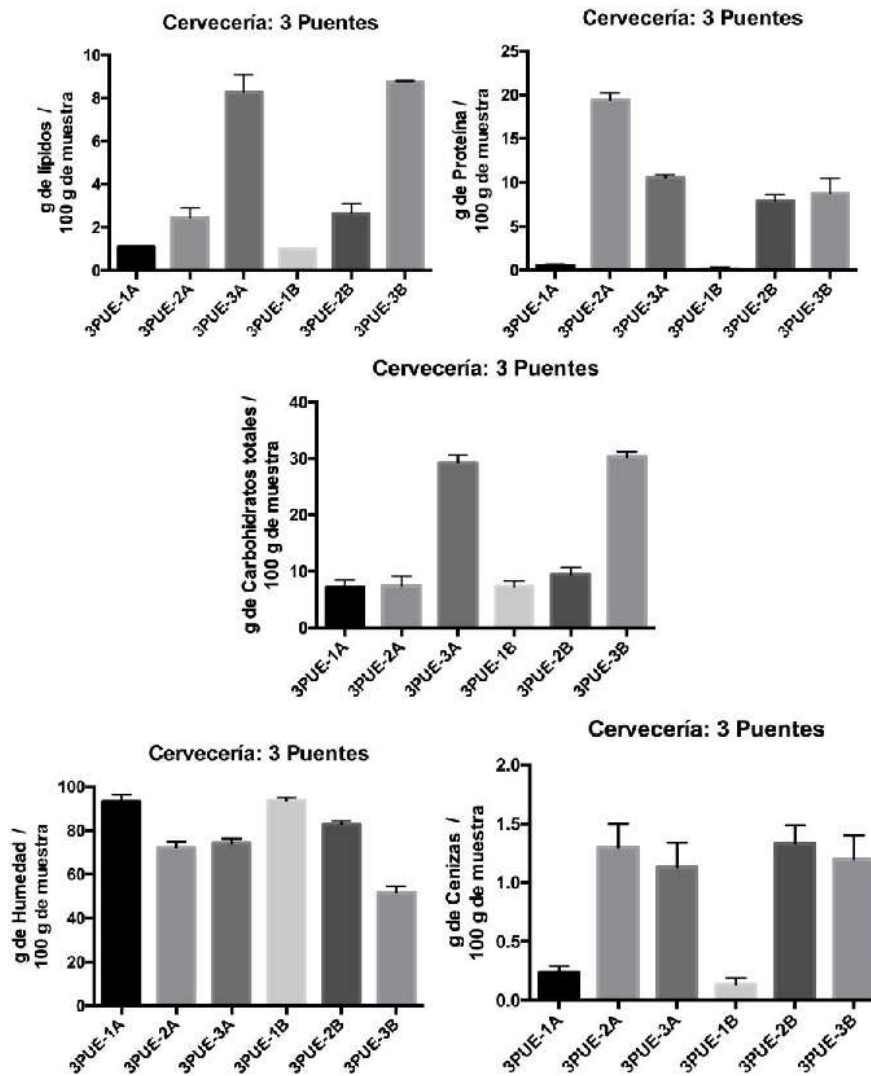 Cervecería: 3 Puentes
g de lípidos /
100 g de muestra
10
8
6
4
2
0
3PUE-1A
3PUE-2A
3PUE-3A
3PUE-1B
3PUE-2B
3PUE-3B
Cervecería: 3 Puentes
g de Proteína /
100 g de muestra
25
20
15
10
5
0
3PUE-1A
3PUE-2A
3PUE-3A
3PUE-1B
3PUE-2B
3PUE-3B
Cervecería: 3 Puentes
g de Carbohidratos totales /
100 g de muestra
40
30
20
10
0
3PUE-1A
3PUE-2A
3PUE-3A
3PUE-1B
3PUE-2B
3PUE-3B
Cervecería: 3 Puentes
g de Humedad /
100 g de muestra
100
80
60
40
20
0
3PUE-1A
3PUE-2A
3PUE-3A
3PUE-1B
3PUE-2B
3PUE-3B
Cervecería: 3 Puentes
g de Cenizas /
100 g de muestra
2.0
1.5
1.0
0.5
0.0
3PUE-1A
3PUE-2A
3PUE-3A
3PUE-1B
3PUE-2B
3PUE-3B